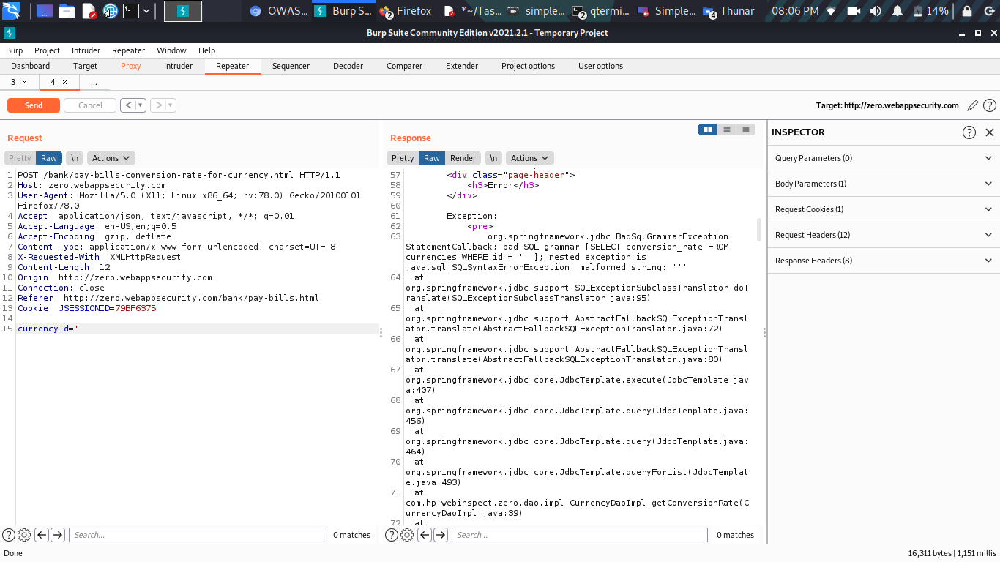 OWAS... Burp S... 2 Firefox *~/Tas... simple... 2 qtermi... Simple... 4 Thunar 08:06 PM 14%
Burp Suite Community Edition v2021.2.1 - Temporary Project
Burp Project Intruder Repeater Window Help
Dashboard Target Proxy Intruder Repeater Sequencer Decoder Comparer Extender Project options User options
3 × 4 × ...
Send Cancel < > Target: http://zero.webappsecurity.com ?
Request
Pretty Raw \n Actions
1 POST /bank/pay-bills-conversion-rate-for-currency.html HTTP/1.1
2 Host: zero.webappsecurity.com
3 User-Agent: Mozilla/5.0 (X11; Linux x86_64; rv:78.0) Gecko/20100101
Firefox/78.0
4 Accept: application/json, text/javascript, */*; q=0.01
5 Accept-Language: en-US,en;q=0.5
6 Accept-Encoding: gzip, deflate
7 Content-Type: application/x-www-form-urlencoded; charset=UTF-8
8 X-Requested-With: XMLHttpRequest
9 Content-Length: 12
10 Origin: http://zero.webappsecurity.com
11 Connection: close
12 Referer: http://zero.webappsecurity.com/bank/pay-bills.html
13 Cookie: JSESSIONID=79BF6375
14
15 currencyId='
? Search... 0 matches
Response
Pretty Raw Render \n Actions
57 <div class="page-header">
58 <h3>Error</h3>
59 </div>
60
61 Exception:
62 <pre>
63 org.springframework.jdbc.BadSqlGrammarException:
StatementCallback; bad SQL grammar [SELECT conversion_rate FROM
currencies WHERE id = ''']; nested exception is
java.sql.SQLSyntaxErrorException: malformed string: '''
64 at
org.springframework.jdbc.support.SQLExceptionSubclassTranslator.doT
ranslate(SQLExceptionSubclassTranslator.java:95)
65 at
org.springframework.jdbc.support.AbstractFallbackSQLExceptionTransl
ator.translate(AbstractFallbackSQLExceptionTranslator.java:72)
66 at
org.springframework.jdbc.support.AbstractFallbackSQLExceptionTransl
ator.translate(AbstractFallbackSQLExceptionTranslator.java:80)
67 at
org.springframework.jdbc.core.JdbcTemplate.execute(JdbcTemplate.jav
a:407)
68 at
org.springframework.jdbc.core.JdbcTemplate.query(JdbcTemplate.java:
456)
69 at
org.springframework.jdbc.core.JdbcTemplate.query(JdbcTemplate.java:
464)
70 at
org.springframework.jdbc.core.JdbcTemplate.queryForList(JdbcTemplat
e.java:493)
71 at
com.hp.webinspect.zero.dao.impl.CurrencyDaoImpl.getConversionRate(C
urrencyDaoImpl.java:39)
72 at
? Search... 0 matches
INSPECTOR ?
Query Parameters (0)
Body Parameters (1)
Request Cookies (1)
Request Headers (12)
Response Headers (8)
Done 16,311 bytes | 1,151 millis